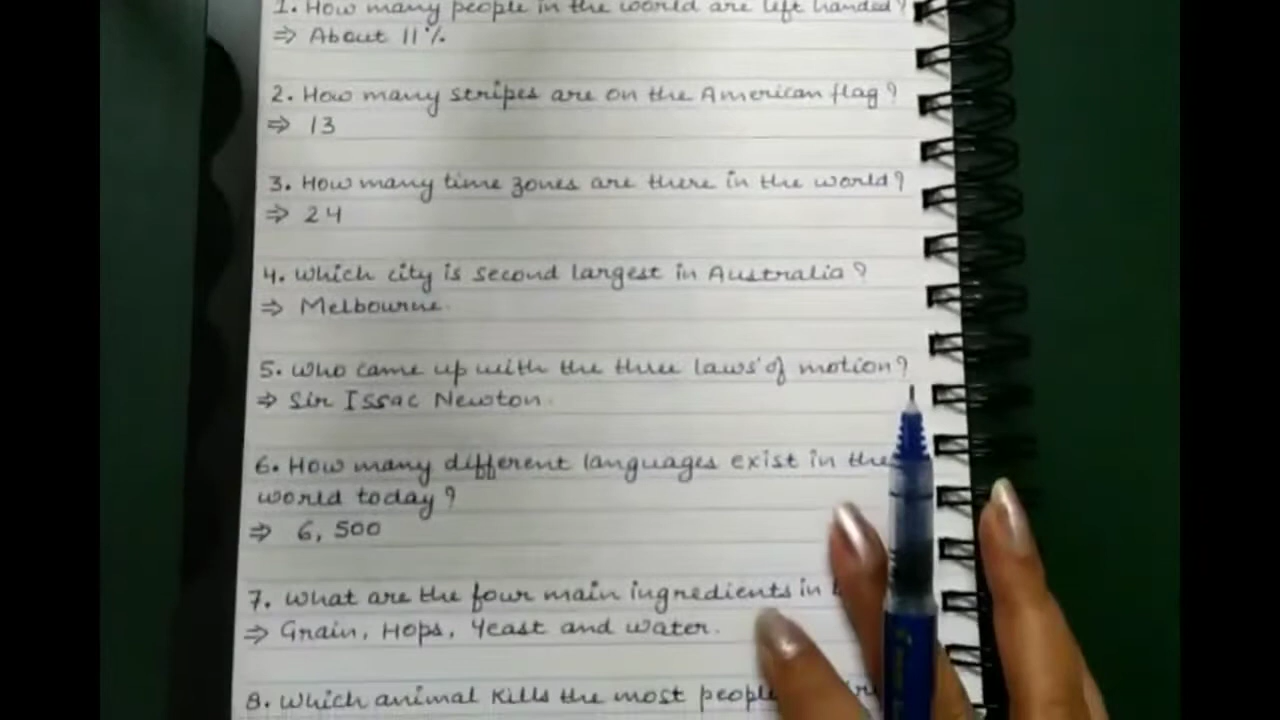 1. How many people in the world are left handed?
⇒ About 11%
2. How many stripes are on the American flag?
⇒ 13
3. How many time zones are there in the world?
⇒ 24
4. Which city is second largest in Australia?
⇒ Melbourne.
5. Who came up with the three laws of motion?
⇒ Sir Issac Newton.
6. How many different languages exist in the
world today?
⇒ 6, 500
7. What are the four main ingredients in
⇒ Grain, Hops, Yeast and water.
8. Which animal kills the most people